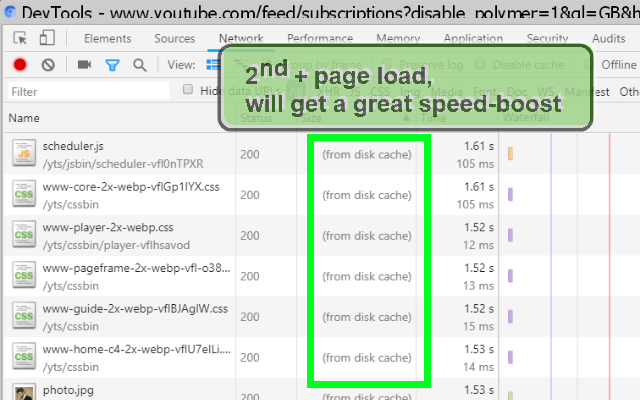 DevTools - www.youtube.com/feed/subscriptions?disable_polymer=1&gl=GB&h
Elements Sources Network Performance Memory Application Security Audits
View: Group by frame Preserve log Disable cache Offline
2nd + page load,
will get a great speed-boost
Filter Hide data URLs All XHR JS CSS Img Media Font Doc WS Manifest Othe
Name Status Size Time Waterfall
scheduler.js 200 (from disk cache) 1.61 s
/yts/jsbin/scheduler-vfl0nTPXR 105 ms
www-core-2x-webp-vflGp1IYX.css 200 (from disk cache) 1.61 s
/yts/cssbin 105 ms
www-player-2x-webp.css 200 (from disk cache) 1.52 s
/yts/cssbin/player-vflhsavod 12 ms
www-pageframe-2x-webp-vfl-o38... 200 (from disk cache) 1.52 s
/yts/cssbin 13 ms
www-guide-2x-webp-vflBJAglW.css 200 (from disk cache) 1.52 s
/yts/cssbin 15 ms
www-home-c4-2x-webp-vflU7elLi.... 200 (from disk cache) 1.53 s
/yts/cssbin 14 ms
photo.jpg 200 (from disk cache) 1.53 s